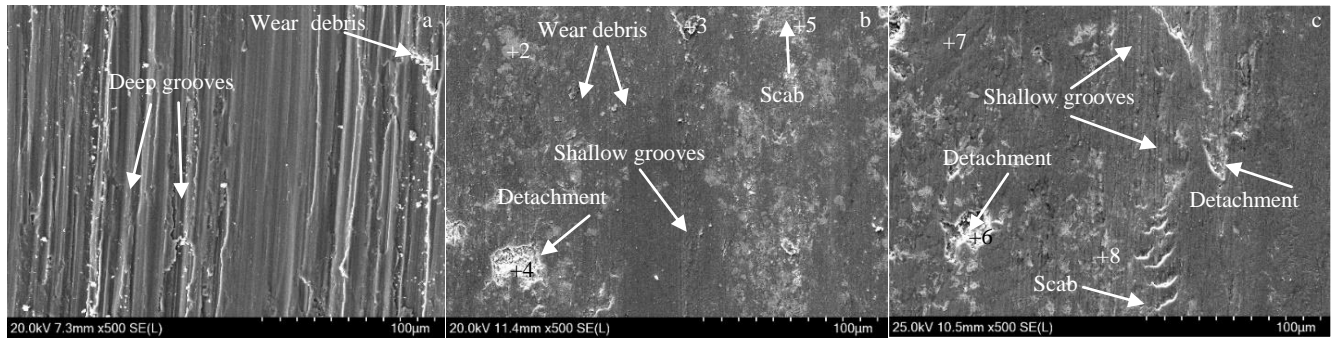 a
Wear debris
+1
Deep grooves
20.0kV 7.3mm x500 SE(L)
100µm
b
+2
Wear debris
+3
+5
Scab
Shallow grooves
Detachment
+4
20.0kV 11.4mm x500 SE(L)
100µm
c
+7
Shallow grooves
Detachment
Detachment
+6
+8
Scab
25.0kV 10.5mm x500 SE(L)
100µm